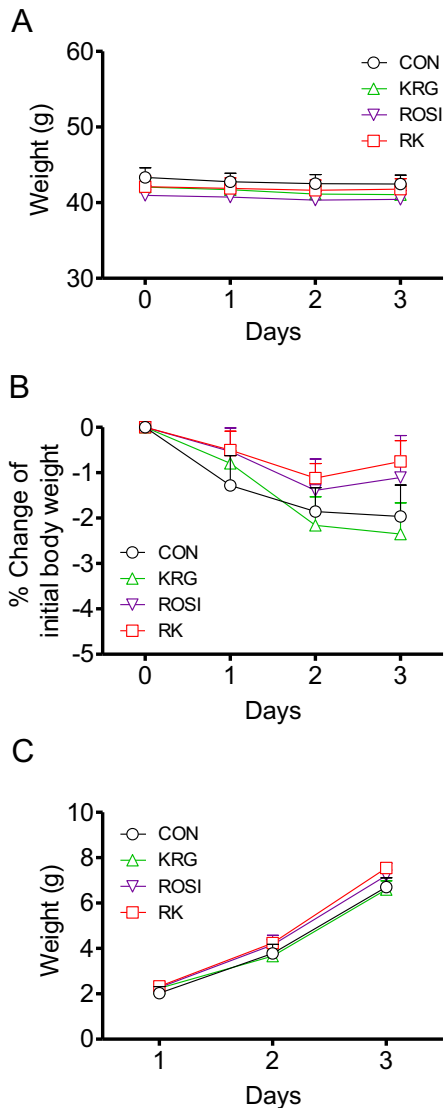 A
60
50
40
30
Weight (g)
CON
KRG
ROSI
RK
0 1 2 3
Days
B
0
-1
-2
-3
-4
-5
% Change of
initial body weight
CON
KRG
ROSI
RK
0 1 2 3
Days
C
10
8
6
4
2
0
Weight (g)
CON
KRG
ROSI
RK
1 2 3
Days